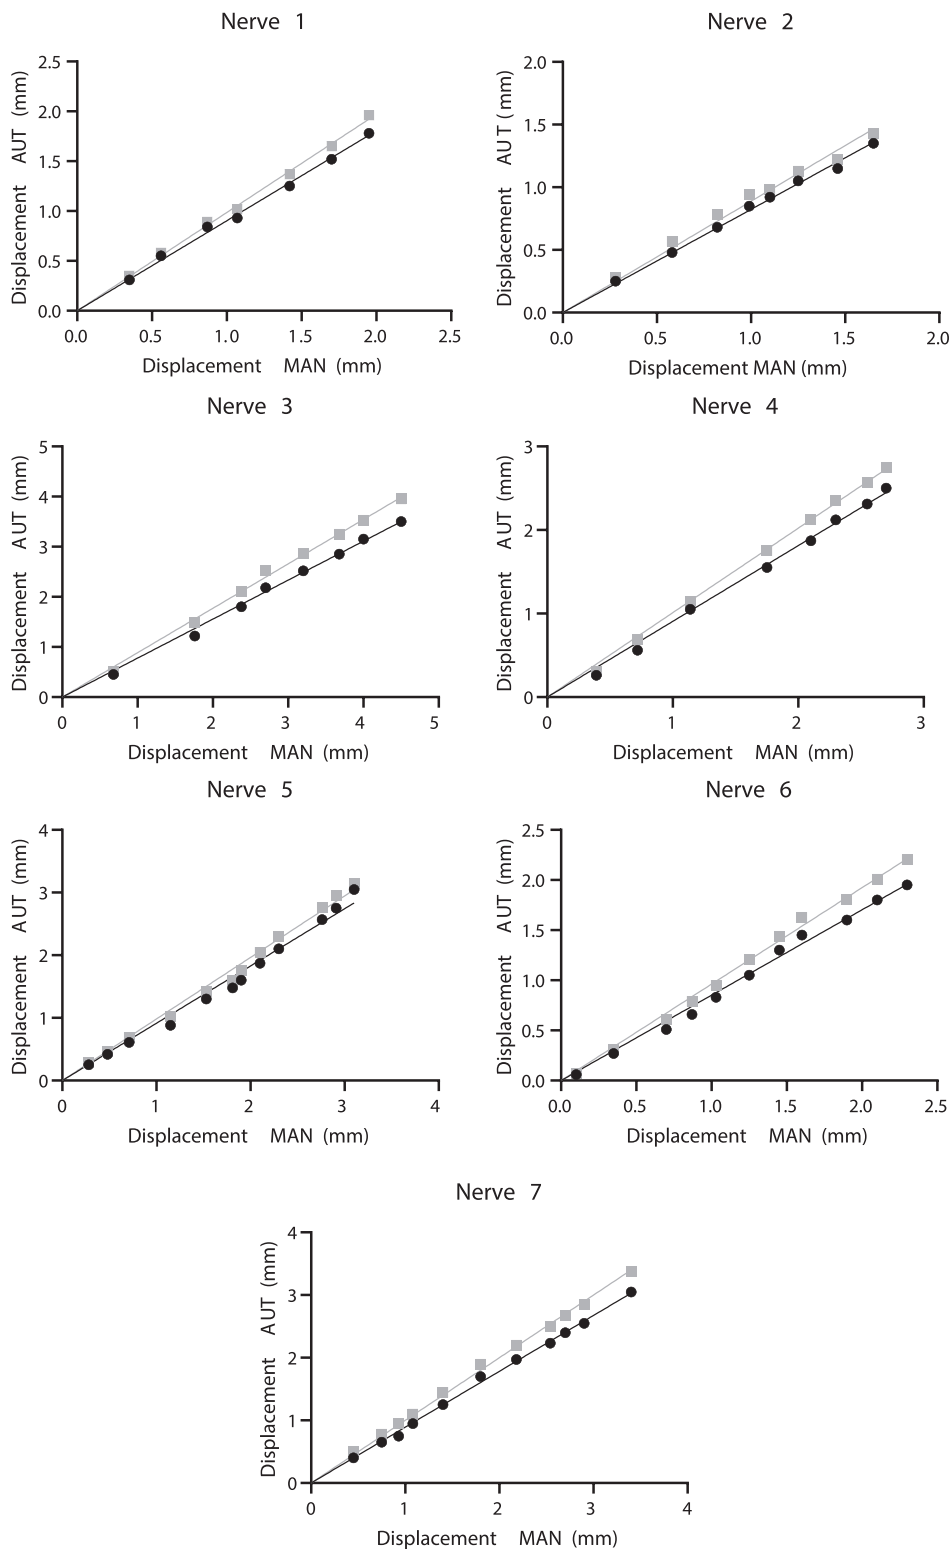 Nerve 1
Displacement AUT (mm)
2.5
2.0
1.5
1.0
0.5
0.0
0.0 0.5 1.0 1.5 2.0 2.5
Displacement MAN (mm)
Nerve 2
Displacement AUT (mm)
2.0
1.5
1.0
0.5
0.0
0.0 0.5 1.0 1.5 2.0
Displacement MAN (mm)
Nerve 3
Displacement AUT (mm)
5
4
3
2
1
0
0 1 2 3 4 5
Displacement MAN (mm)
Nerve 4
Displacement AUT (mm)
3
2
1
0
0 1 2 3
Displacement MAN (mm)
Nerve 5
Displacement AUT (mm)
4
3
2
1
0
0 1 2 3 4
Displacement MAN (mm)
Nerve 6
Displacement AUT (mm)
2.5
2.0
1.5
1.0
0.5
0.0
0.0 0.5 1.0 1.5 2.0 2.5
Displacement MAN (mm)
Nerve 7
Displacement AUT (mm)
4
3
2
1
0
0 1 2 3 4
Displacement MAN (mm)